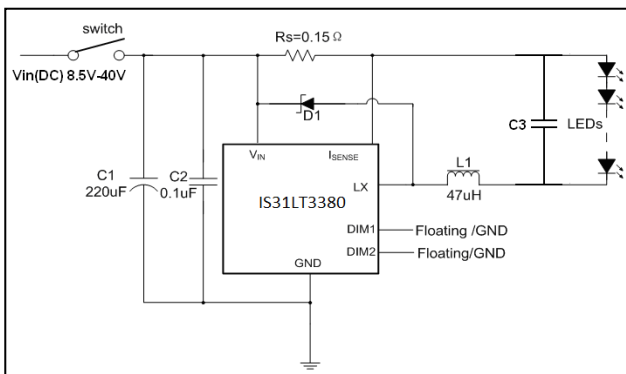 switch
Rs=0.15 Ω
Vin(DC) 8.5V-40V
D1
C3
LEDs
VIN
ISENSE
L1
C1
220uF
C2
0.1uF
LX
47uH
IS31LT3380
DIM1
Floating /GND
DIM2
Floating/GND
GND